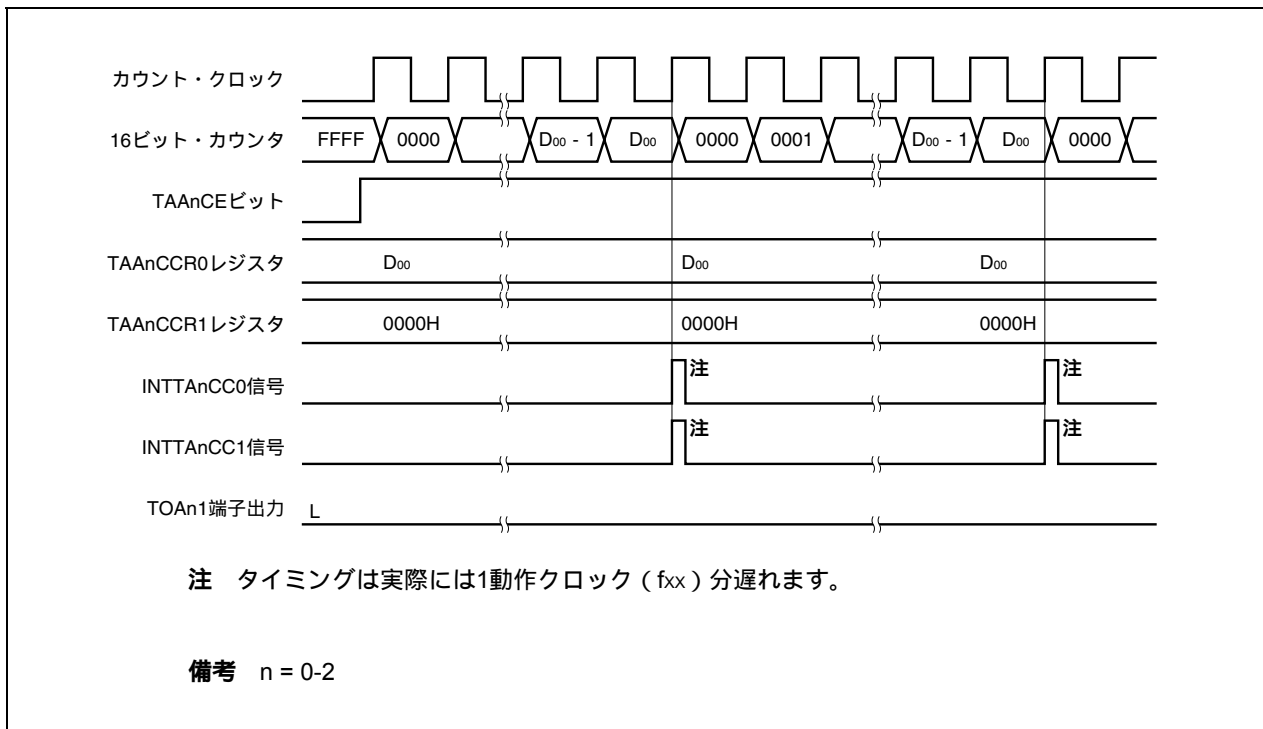 カウント・クロック
16ビット・カウンタ FFFF 0000 D00 - 1 D00 0000 0001 D00 - 1 D00 0000
TAAnCEビット
TAAnCCR0レジスタ D00 D00 D00
TAAnCCR1レジスタ 0000H 0000H 0000H
INTTAnCC0信号 注 注
INTTAnCC1信号 注 注
TOAn1端子出力 L
注 タイミングは実際には1動作クロック（fxx）分遅れます。
備考 n = 0-2